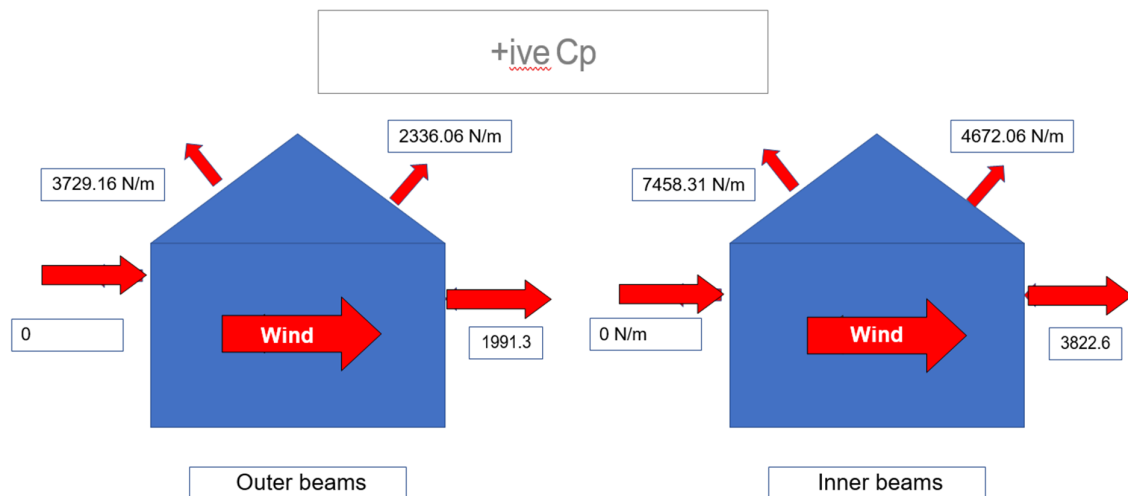 +ive Cp
2336.06 N/m
3729.16 N/m
0
Wind
1991.3
Outer beams
4672.06 N/m
7458.31 N/m
0 N/m
Wind
3822.6
Inner beams